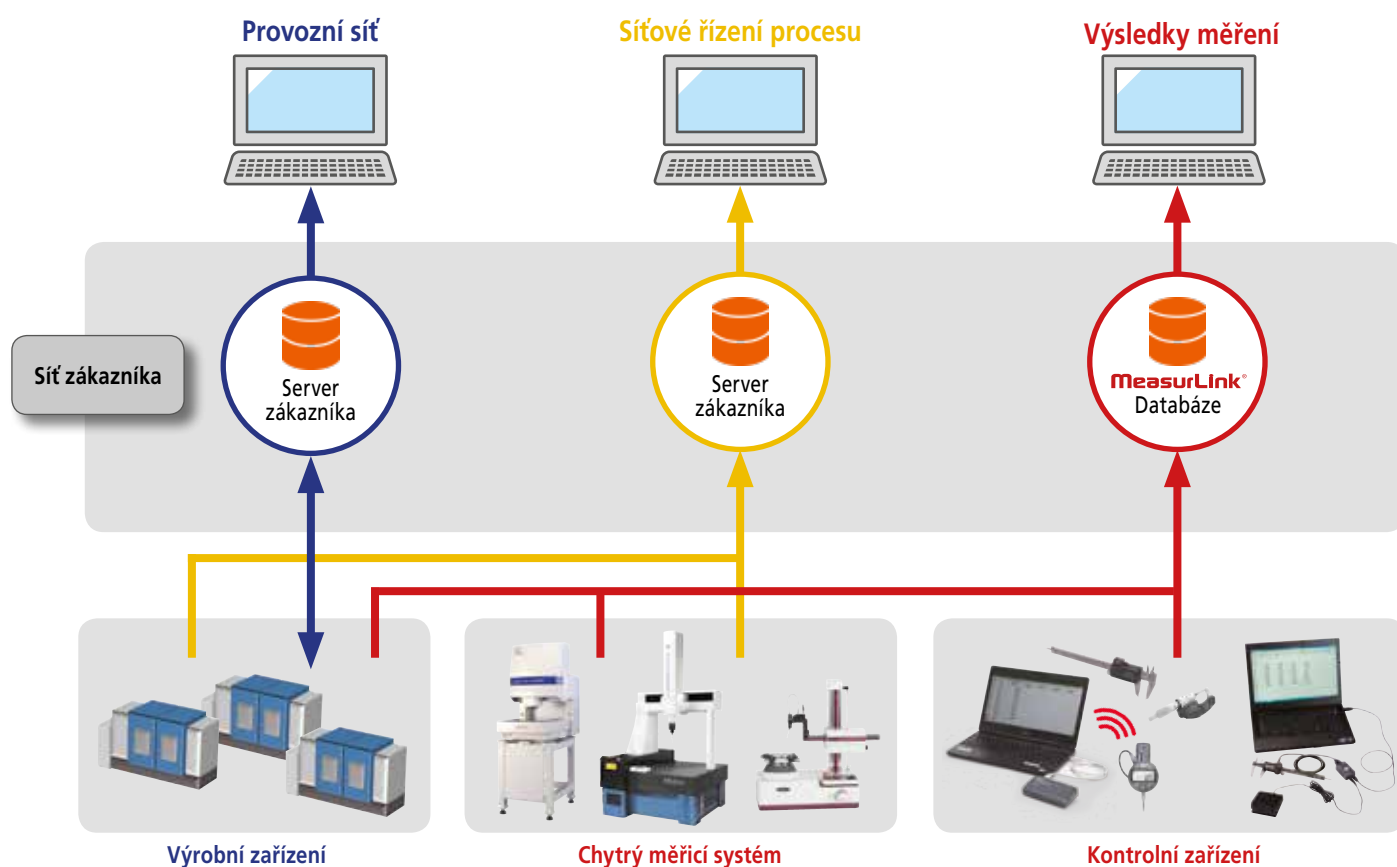 Provozní síť
Síťové řízení procesu
Výsledky měření
Síť zákazníka
Server
zákazníka
Server
zákazníka
MeasurLink®
Databáze
Výrobní zařízení
Chytrý měřicí systém
Kontrolní zařízení